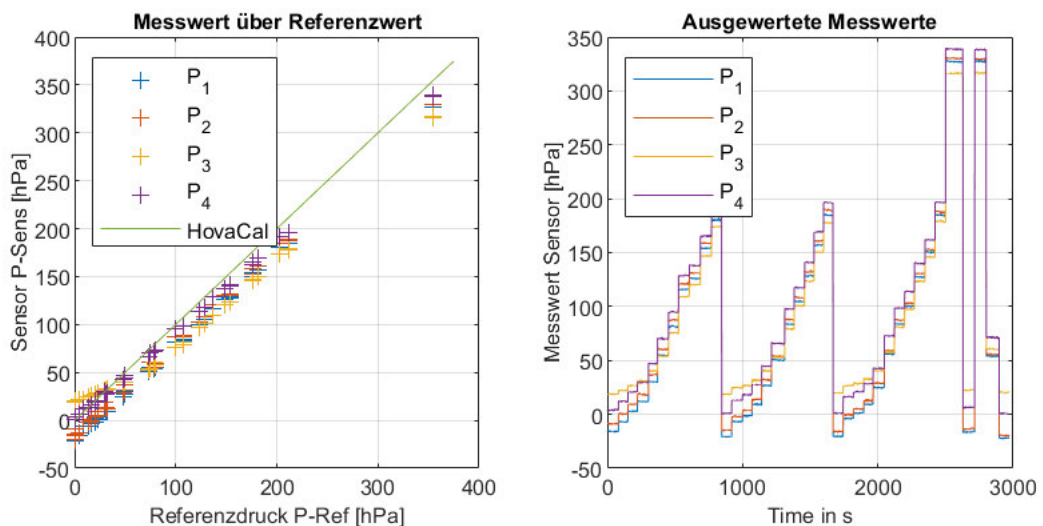 Messwert über Referenzwert
400
350
300
250
200
150
100
50
0
-50
Sensor P-Sens [hPa]
P1
P2
P3
P4
HovaCal
0
100
200
300
400
Referenzdruck P-Ref [hPa]
Ausgewertete Messwerte
350
300
250
200
150
100
50
0
-50
Messwert Sensor [hPa]
P1
P2
P3
P4
0
1000
2000
3000
Time in s